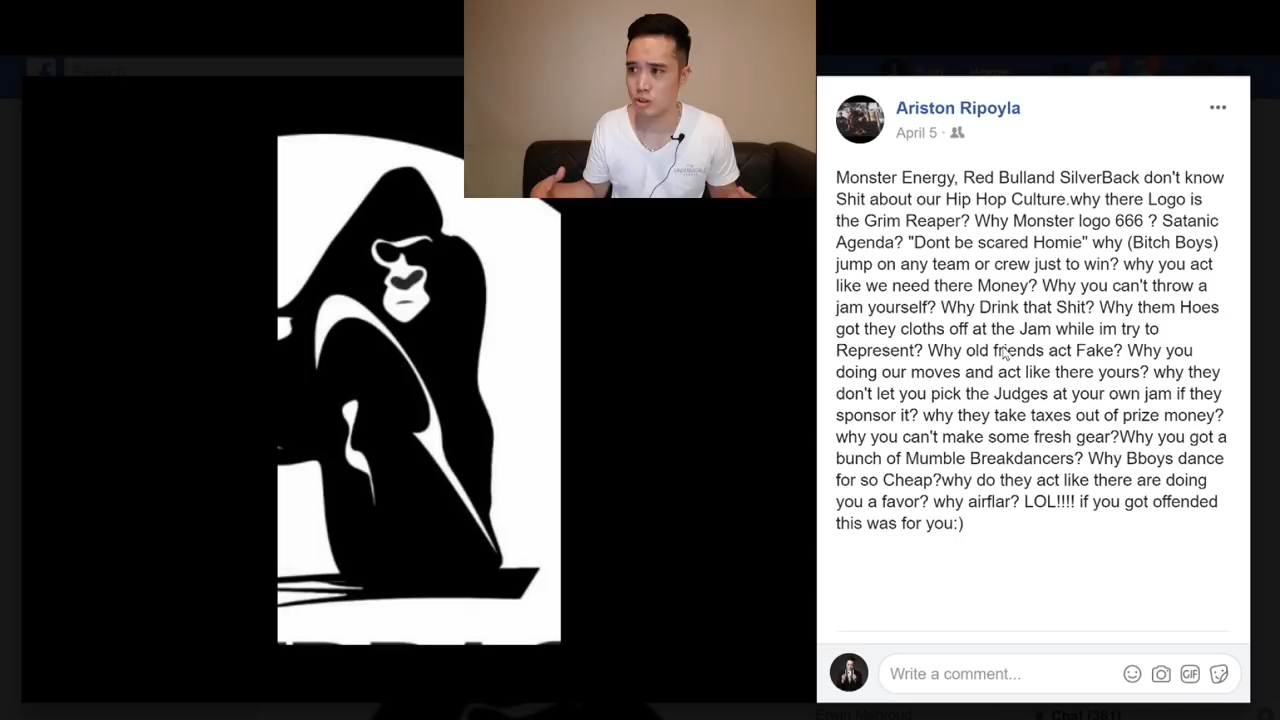 Ariston Ripoyla
April 5 ·
Monster Energy, Red Bulland SilverBack don't know
Shit about our Hip Hop Culture.why there Logo is
the Grim Reaper? Why Monster logo 666 ? Satanic
Agenda? "Dont be scared Homie" why (Bitch Boys)
jump on any team or crew just to win? why you act
like we need there Money? Why you can't throw a
jam yourself? Why Drink that Shit? Why them Hoes
got they cloths off at the Jam while im try to
Represent? Why old friends act Fake? Why you
doing our moves and act like there yours? why they
don't let you pick the Judges at your own jam if they
sponsor it? why they take taxes out of prize money?
why you can't make some fresh gear?Why you got a
bunch of Mumble Breakdancers? Why Bboys dance
for so Cheap?why do they act like there are doing
you a favor? why airflar? LOL!!!! if you got offended
this was for you:)
Write a comment...
GIF
Chat (361)